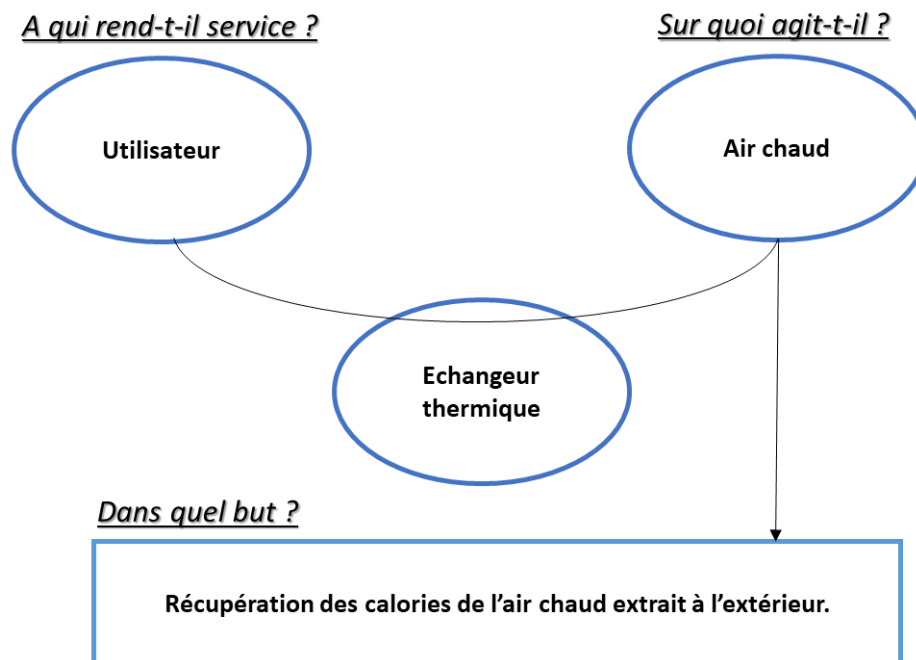 A qui rend-t-il service ?
Sur quoi agit-t-il ?
Utilisateur
Air chaud
Echangeur
thermique
Dans quel but ?
Récupération des calories de l’air chaud extrait à l’extérieur.